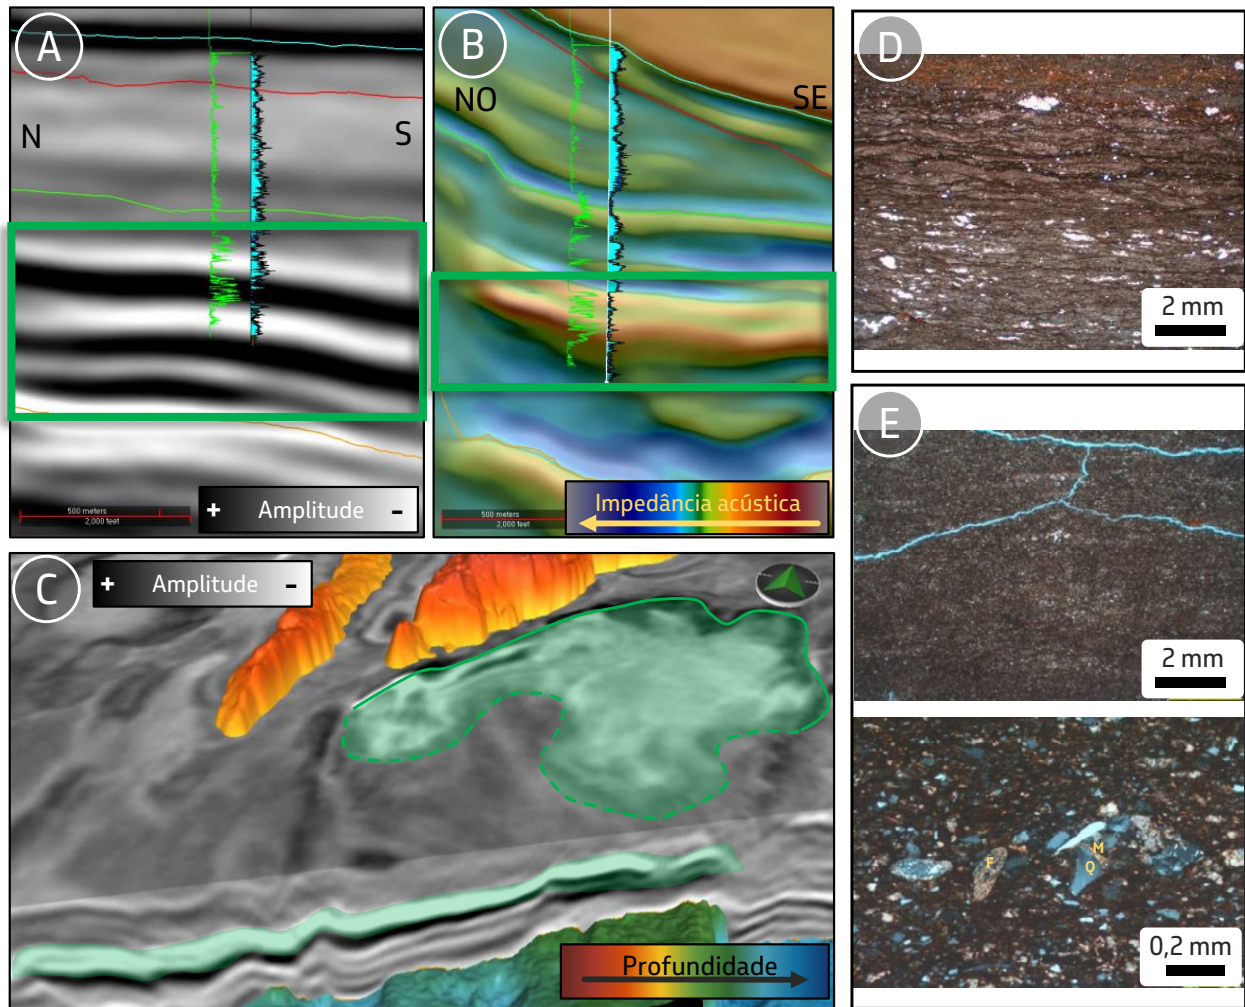 A
N
S
500 meters
2,000 feet
+ Amplitude -
B
NO
SE
500 meters
2,000 feet
Impedância acústica
C
+ Amplitude -
Profundidade
D
2 mm
E
2 mm
F
M
Q
0,2 mm